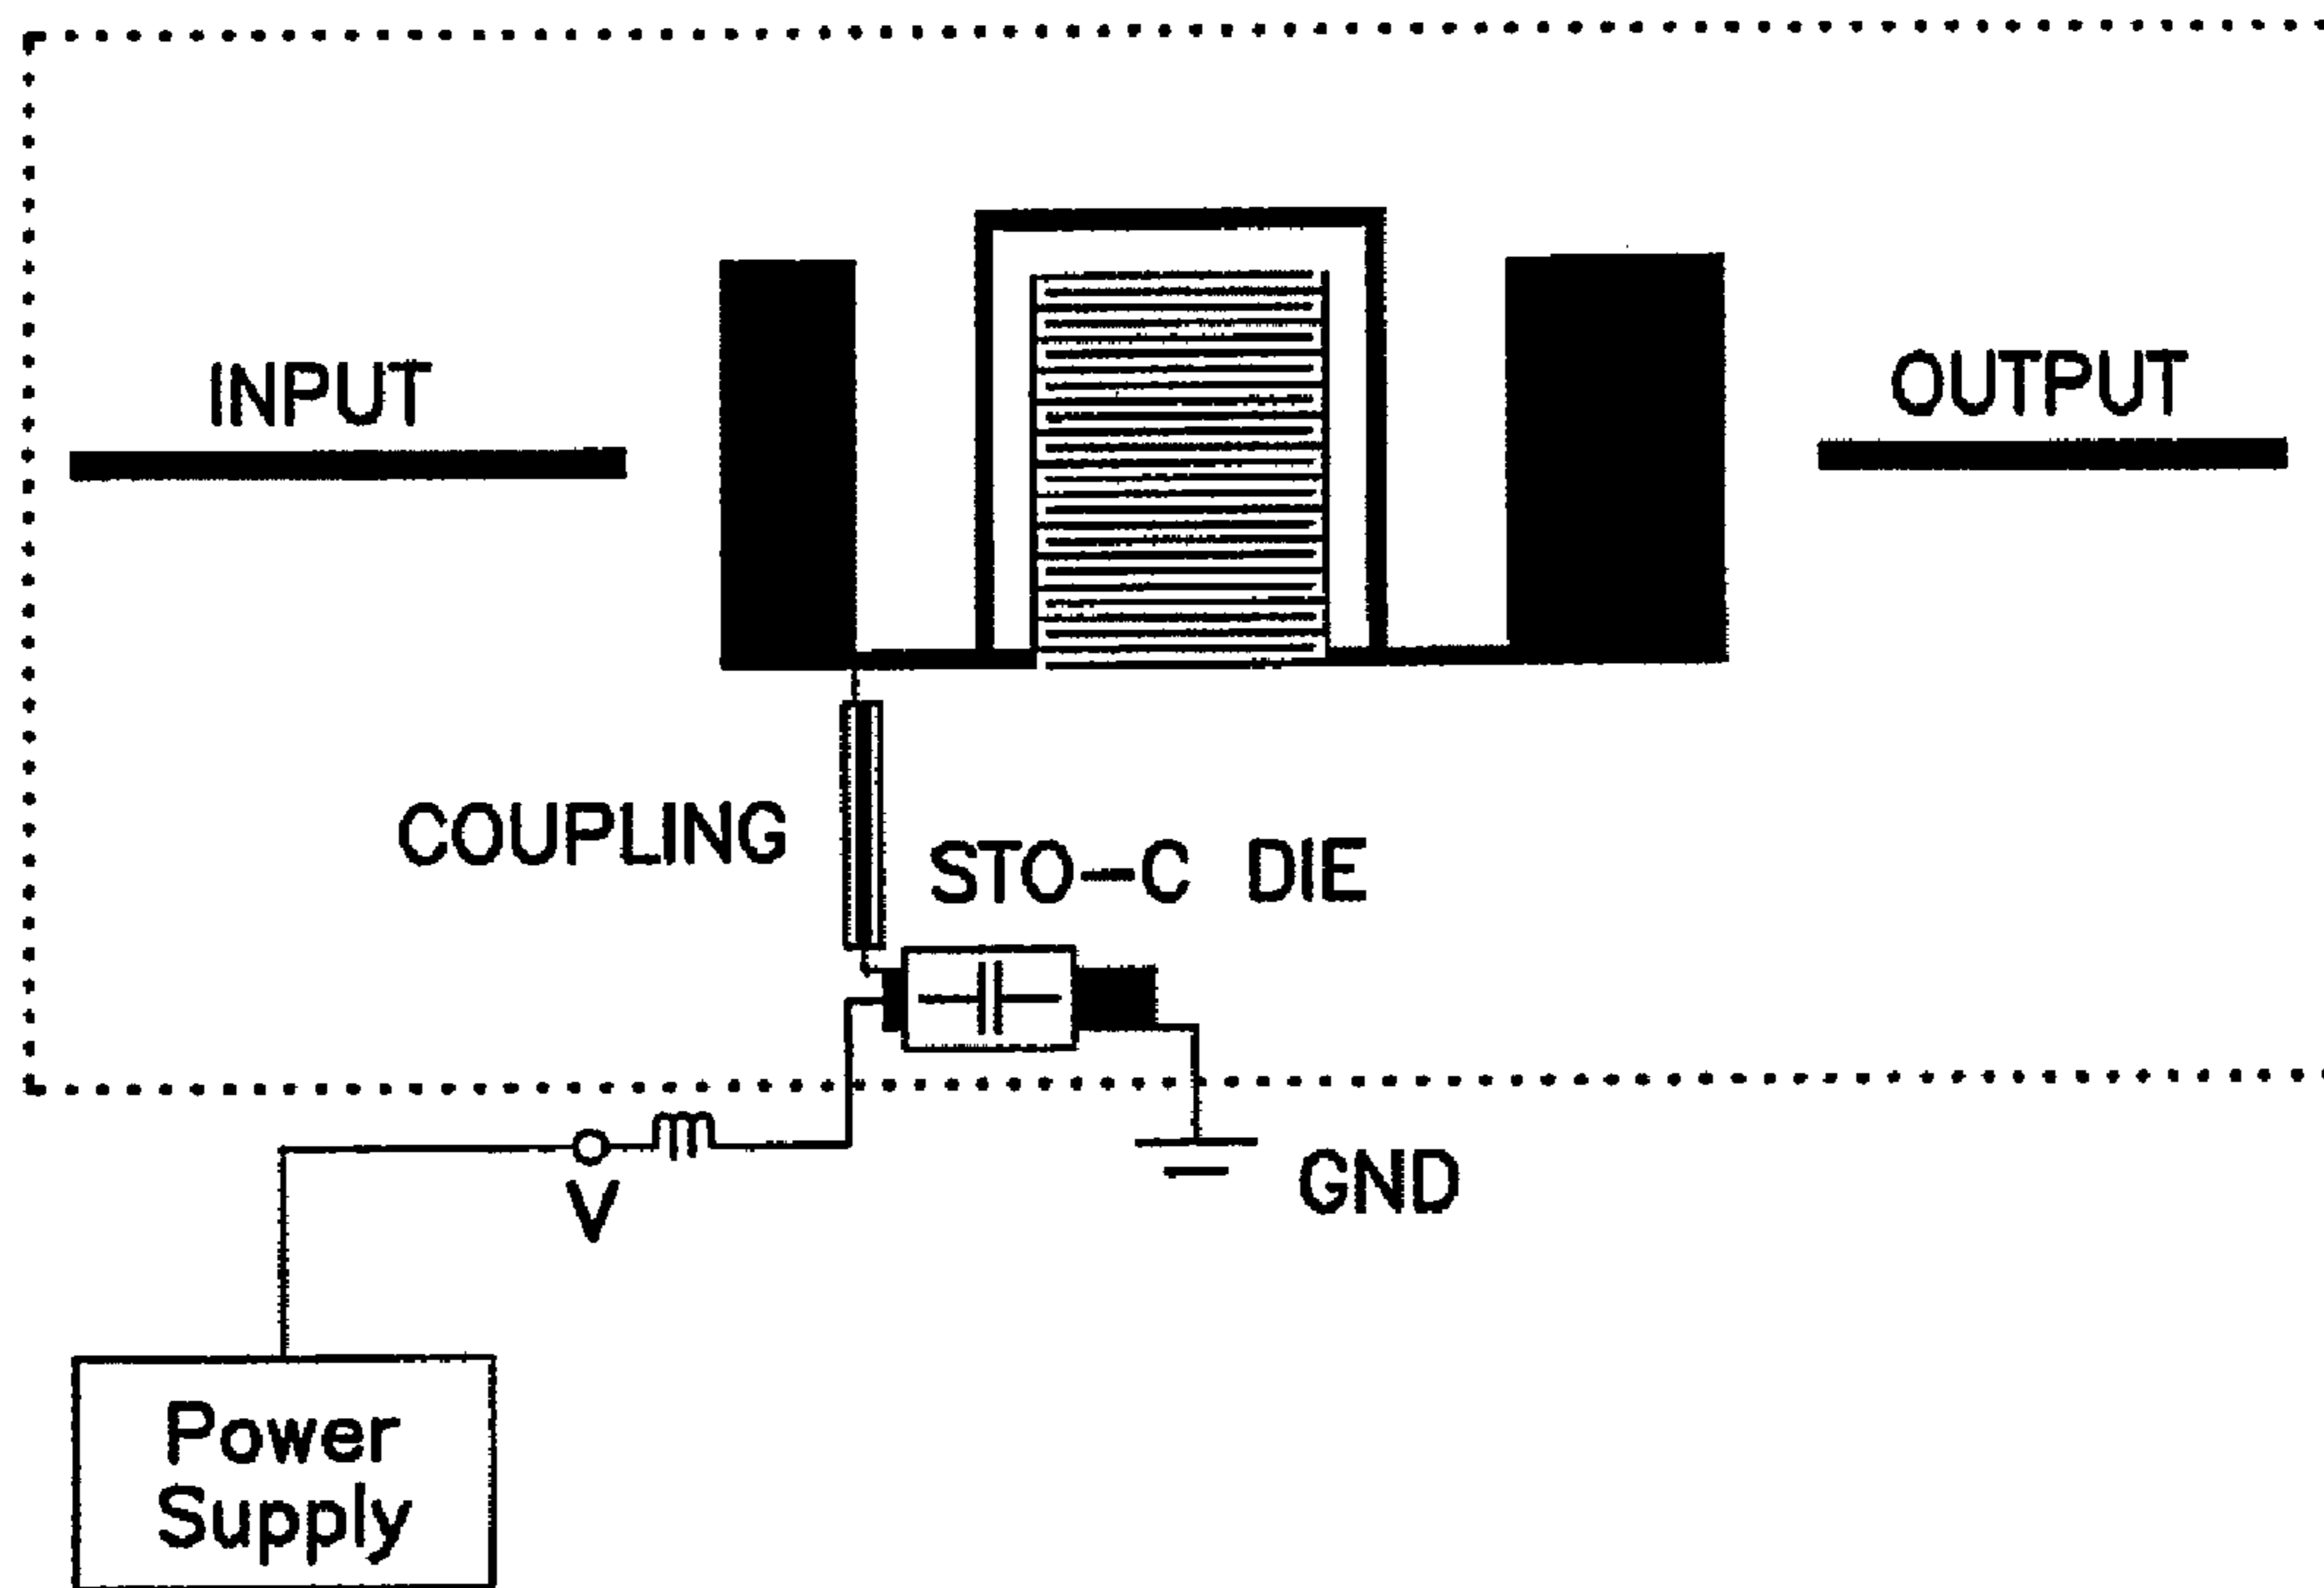 INPUT
OUTPUT
COUPLING
STO-C DIE
V
GND
Power
Supply